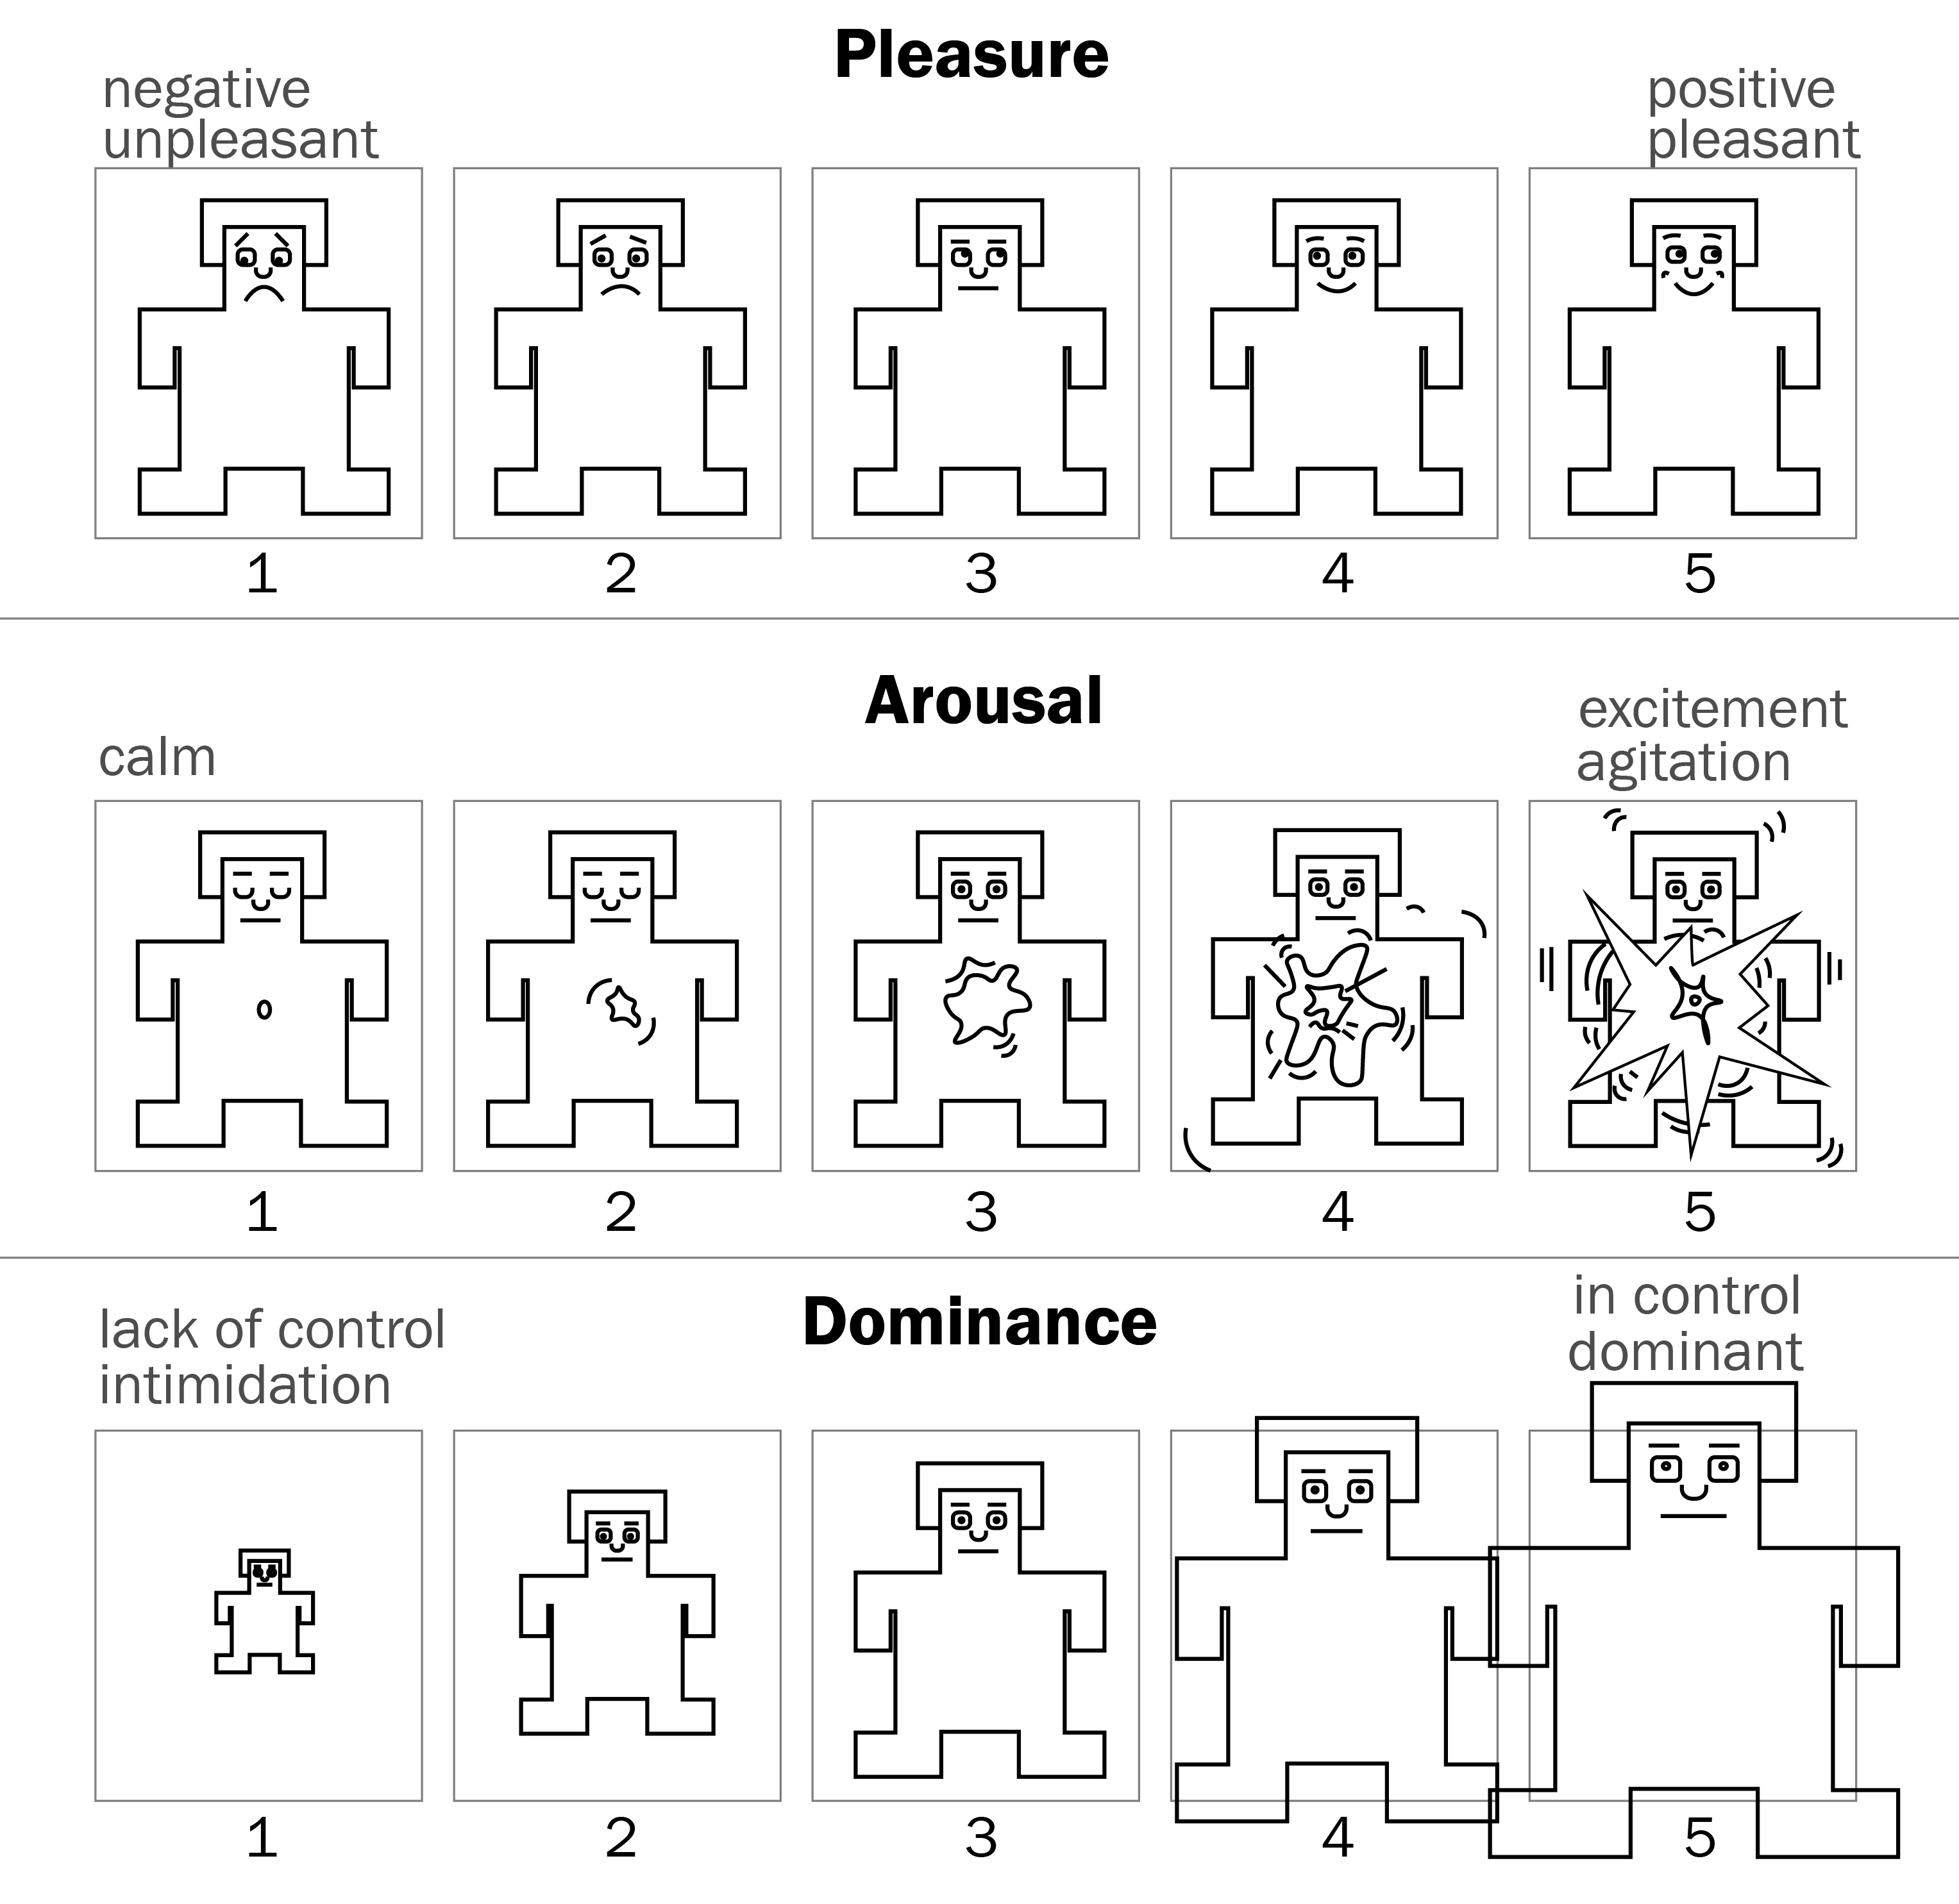 Pleasure
negative
unpleasant
positive
pleasant
1 2 3 4 5
Arousal
calm
excitement
agitation
1 2 3 4 5
Dominance
lack of control
intimidation
in control
dominant
1 2 3 4 5